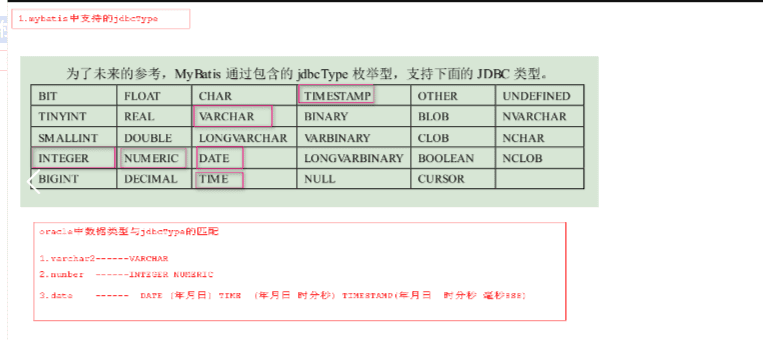 1.mybatis中支持的jdbcType
为了未来的参考，MyBatis 通过包含的 jdbcType 枚举型，支持下面的 JDBC 类型。
BIT FLOAT CHAR TIMESTAMP OTHER UNDEFINED
TINYINT REAL VARCHAR BINARY BLOB NVARCHAR
SMALLINT DOUBLE LONGVARCHAR VARBINARY CLOB NCHAR
INTEGER NUMERIC DATE LONGVARBINARY BOOLEAN NCLOB
BIGINT DECIMAL TIME NULL CURSOR
oracle中数据类型与jdbcType的匹配
1.varchar2------VARCHAR
2.number ------INTEGER NUMERIC
3.date ------ DATE (年月日) TIME (年月日 时分秒) TIMESTAMP(年月日 时分秒 毫秒888)